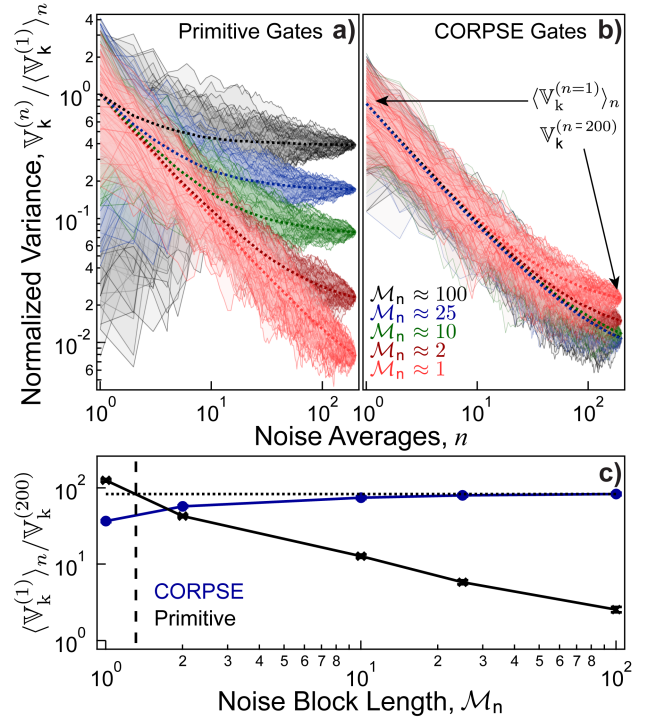 Primitive Gates a)
CORPSE Gates b)
Normalized Variance, 𝕍ₖ⁽ⁿ⁾/⟨𝕍ₖ⁽¹⁾⟩ₙ
4
2
10⁰
6
4
2
10⁻¹
6
4
2
10⁻²
6
⟨𝕍ₖ⁽ⁿ⁼¹⁾⟩ₙ
𝕍ₖ⁽ⁿ⁼²⁰⁰⁾
ℳₙ ≈ 100
ℳₙ ≈ 25
ℳₙ ≈ 10
ℳₙ ≈ 2
ℳₙ ≈ 1
10⁰ 10¹ 10² 10⁰ 10¹ 10²
Noise Averages, n
c)
⟨𝕍ₖ⁽¹⁾⟩ₙ/𝕍ₖ⁽²⁰⁰⁾
10²
10¹
10⁰
CORPSE
Primitive
10⁰ 2 3 4 5 6 7 8 10¹ 2 3 4 5 6 7 8 10²
Noise Block Length, ℳₙ